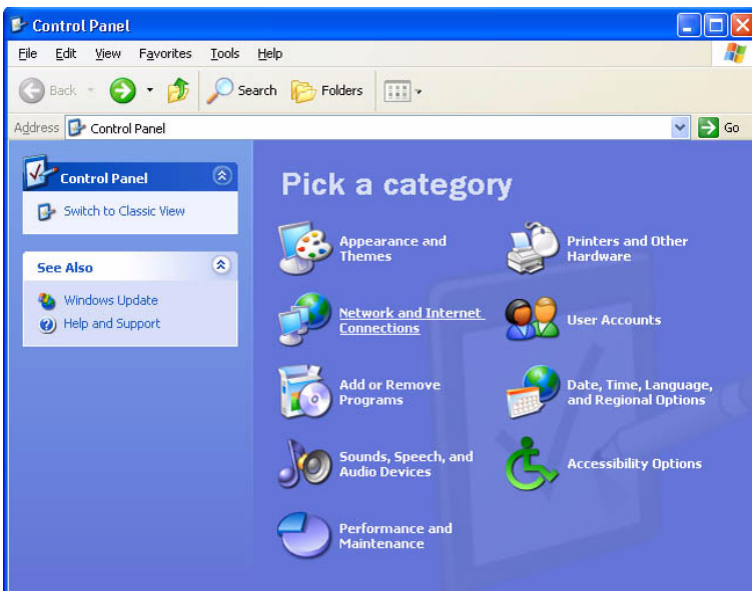 Control Panel
File Edit View Favorites Tools Help
Back Search Folders
Address Control Panel Go
Control Panel
Switch to Classic View
See Also
Windows Update
Help and Support
Pick a category
Appearance and
Themes
Printers and Other
Hardware
Network and Internet
Connections
User Accounts
Add or Remove
Programs
Date, Time, Language,
and Regional Options
Sounds, Speech, and
Audio Devices
Accessibility Options
Performance and
Maintenance